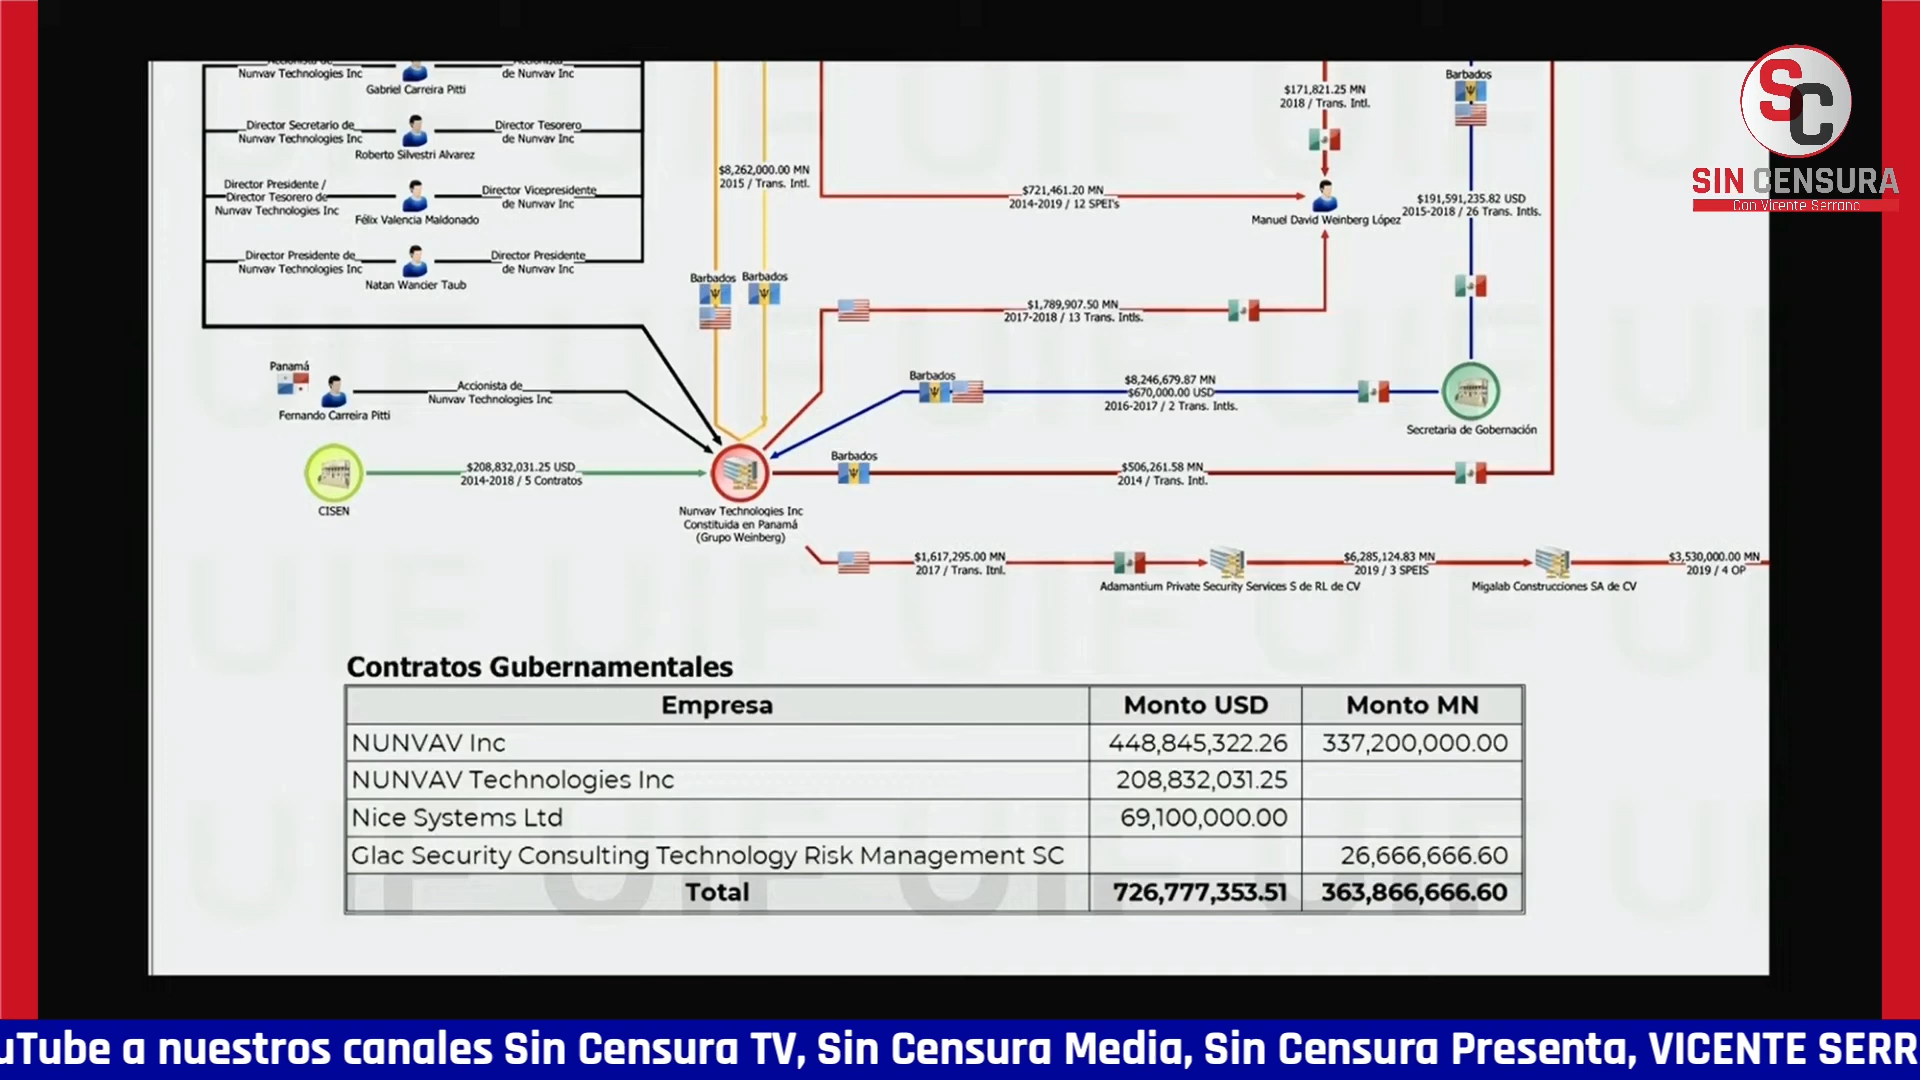 Accionista de
Nunvav Technologies Inc
Accionista
de Nunvav Inc
Gabriel Carreira Pitti
Director Secretario de
Nunvav Technologies Inc
Director Tesorero
de Nunvav Inc
Roberto Silvestri Alvarez
Director Presidente /
Director Tesorero de
Nunvav Technologies Inc
Director Vicepresidente
de Nunvav Inc
Félix Valencia Maldonado
Director Presidente de
Nunvav Technologies Inc
Director Presidente
de Nunvav Inc
Natan Wancier Taub
Panamá
Fernando Carreira Pitti
Accionista de
Nunvav Technologies Inc
CISEN
$208,832,031.25 USD
2014-2018 / 5 Contratos
$8,262,000.00 MN
2015 / Trans. Intl.
Barbados
Barbados
Nunvav Technologies Inc
Constituida en Panamá
(Grupo Weinberg)
$171,821.25 MN
2018 / Trans. Intl.
$721,461.20 MN
2014-2019 / 12 SPEI's
Manuel David Weinberg López
Barbados
$191,591,235.82 USD
2015-2018 / 26 Trans. Intls.
$1,789,907.50 MN
2017-2018 / 13 Trans. Intls.
Barbados
$8,246,679.87 MN
$670,000.00 USD
2016-2017 / 2 Trans. Intls.
Secretaria de Gobernación
Barbados
$506,261.58 MN
2014 / Trans. Intl.
$1,617,295.00 MN
2017 / Trans. Itnl.
Adamantium Private Security Services S de RL de CV
$6,285,124.83 MN
2019 / 3 SPEIS
Migalab Construcciones SA de CV
$3,530,000.00 MN
2019 / 4 OP
Contratos Gubernamentales
Empresa Monto USD Monto MN
NUNVAV Inc 448,845,322.26 337,200,000.00
NUNVAV Technologies Inc 208,832,031.25
Nice Systems Ltd 69,100,000.00
Glac Security Consulting Technology Risk Management SC 26,666,666.60
Total 726,777,353.51 363,866,666.60
UIF UIF UIF UIF
SC
SIN CENSURA
Con Vicente Serrano
uTube a nuestros canales Sin Censura TV, Sin Censura Media, Sin Censura Presenta, VICENTE SERR